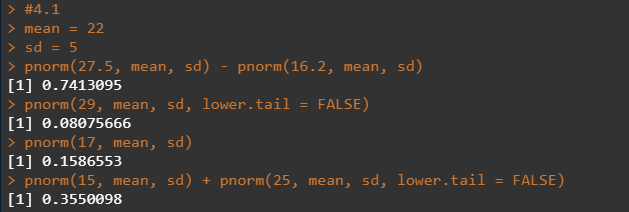 > #4.1
> mean = 22
> sd = 5
> pnorm(27.5, mean, sd) - pnorm(16.2, mean, sd)
[1] 0.7413095
> pnorm(29, mean, sd, lower.tail = FALSE)
[1] 0.08075666
> pnorm(17, mean, sd)
[1] 0.1586553
> pnorm(15, mean, sd) + pnorm(25, mean, sd, lower.tail = FALSE)
[1] 0.3550098